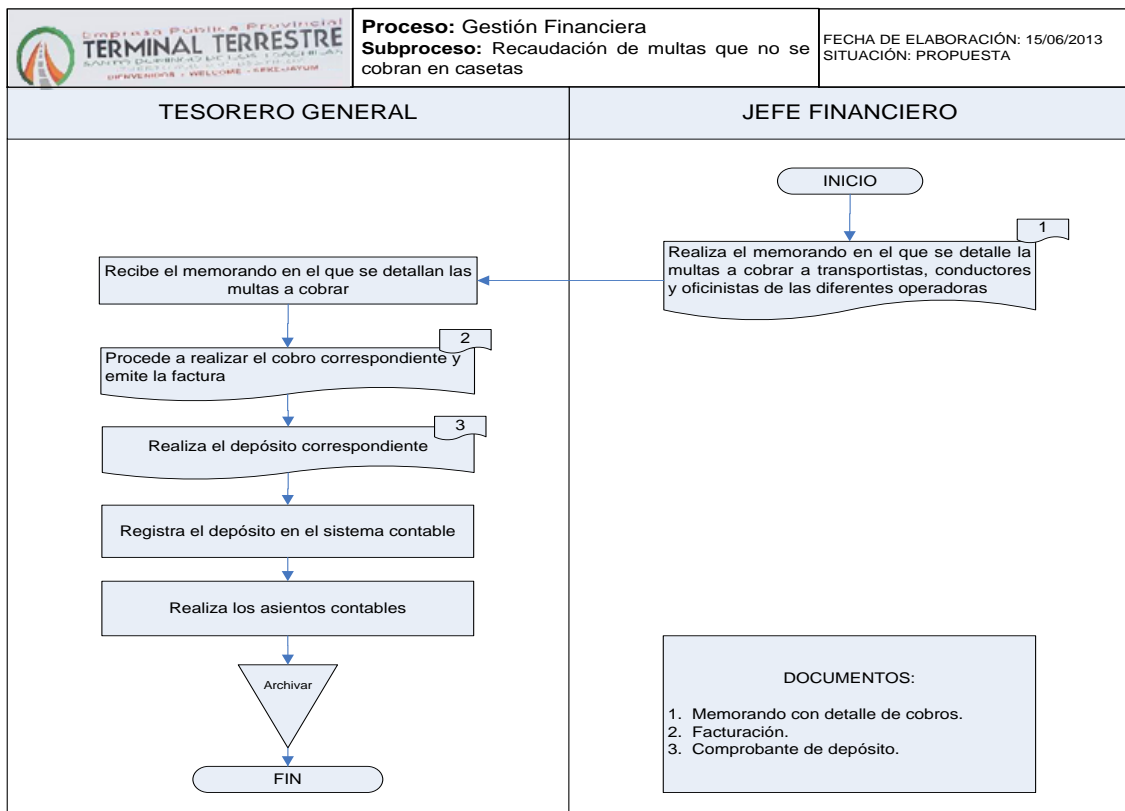 Empresa Pública Provincial
TERMINAL TERRESTRE
BIENVENIDOS - WELCOME -
Proceso: Gestión Financiera
Subproceso: Recaudación de multas que no se
cobran en casetas
FECHA DE ELABORACIÓN: 15/06/2013
SITUACIÓN: PROPUESTA
TESORERO GENERAL
JEFE FINANCIERO
INICIO
1
Realiza el memorando en el que se detalle la
multas a cobrar a transportistas, conductores
y oficinistas de las diferentes operadoras
Recibe el memorando en el que se detallan las
multas a cobrar
2
Procede a realizar el cobro correspondiente y
emite la factura
3
Realiza el depósito correspondiente
Registra el depósito en el sistema contable
Realiza los asientos contables
Archivar
FIN
DOCUMENTOS:
1. Memorando con detalle de cobros.
2. Facturación.
3. Comprobante de depósito.